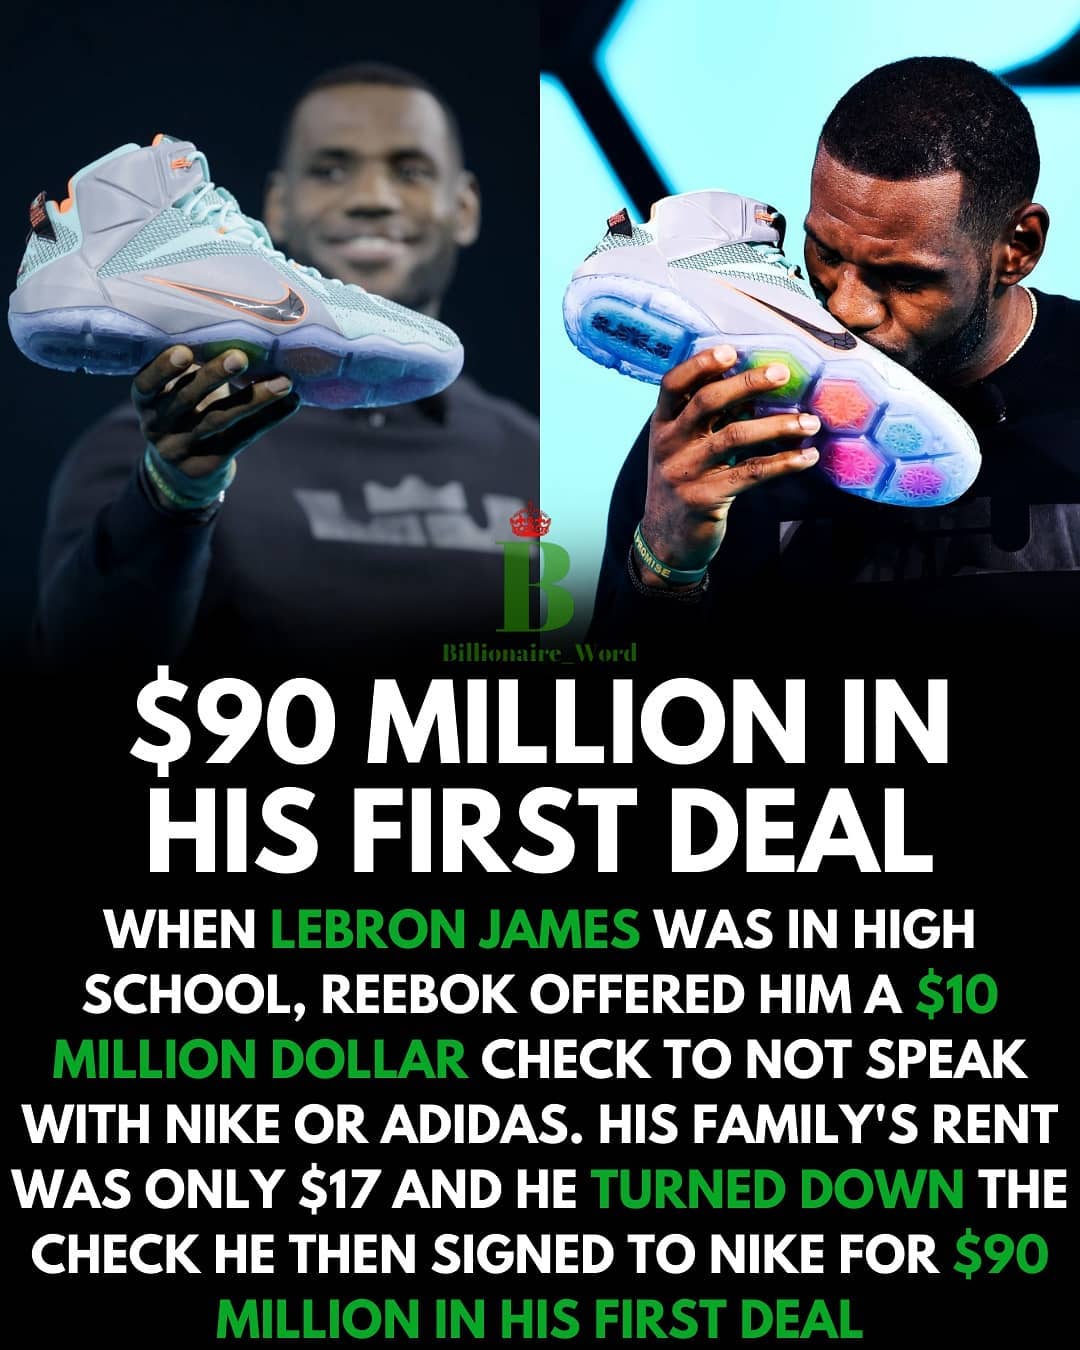 PROMISE
B
Billionaire_Word
$90 MILLION IN
HIS FIRST DEAL
WHEN LEBRON JAMES WAS IN HIGH
SCHOOL, REEBOK OFFERED HIM A $10
MILLION DOLLAR CHECK TO NOT SPEAK
WITH NIKE OR ADIDAS. HIS FAMILY'S RENT
WAS ONLY $17 AND HE TURNED DOWN THE
CHECK HE THEN SIGNED TO NIKE FOR $90
MILLION IN HIS FIRST DEAL